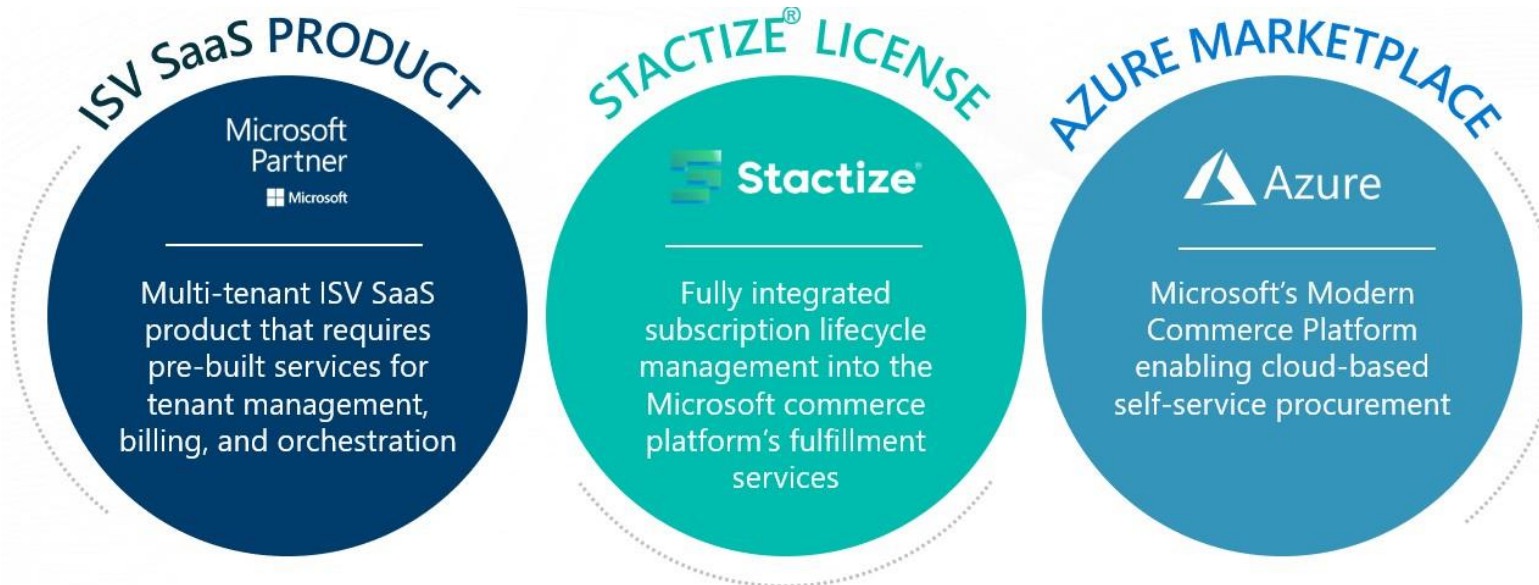 ISV SaaS PRODUCT
Microsoft
Partner
Microsoft
Multi-tenant ISV SaaS
product that requires
pre-built services for
tenant management,
billing, and orchestration
STACTIZE® LICENSE
Stactize®
Fully integrated
subscription lifecycle
management into the
Microsoft commerce
platform’s fulfillment
services
AZURE MARKETPLACE
Azure
Microsoft’s Modern
Commerce Platform
enabling cloud-based
self-service procurement